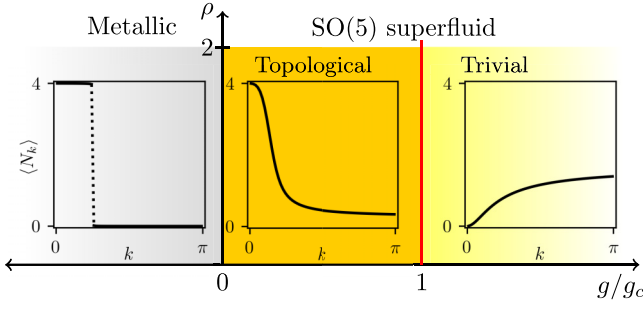 ρ
Metallic
SO(5) superfluid
2
Topological
Trivial
4
4
4
⟨N_k⟩
0
0
0
0
π
0
π
0
π
k
k
k
0
1
g/g_c